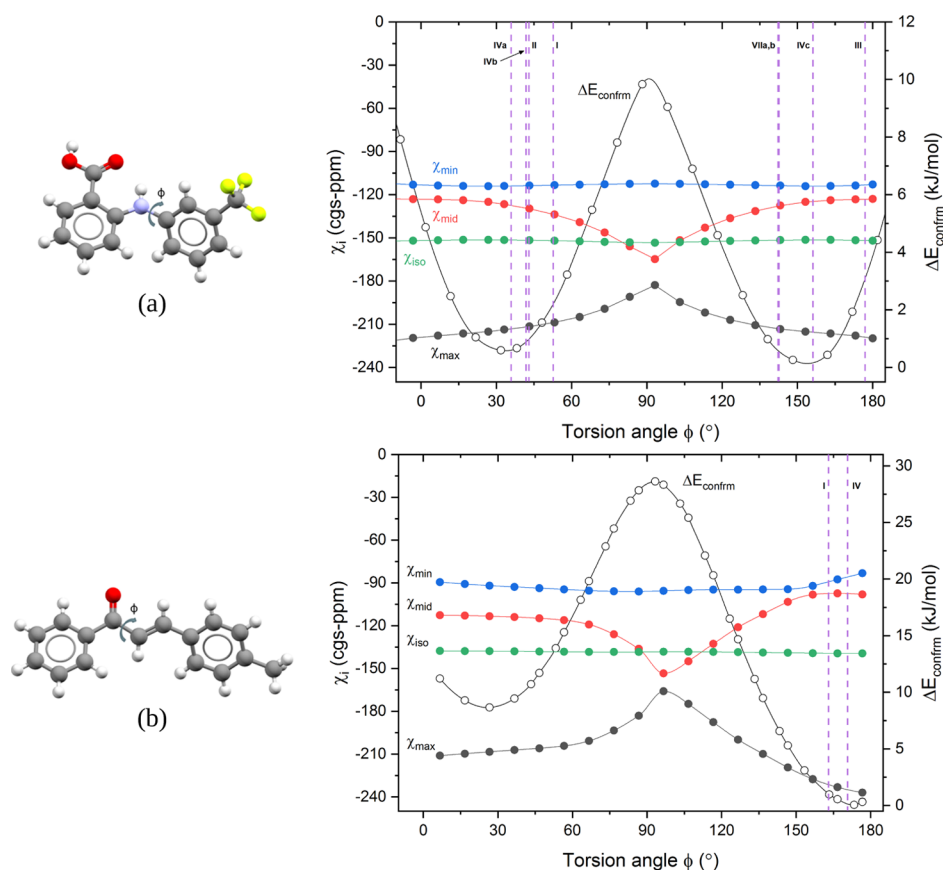 0
-30
-60
-90
-120
-150
-180
-210
-240
χi (cgs-ppm)
IVa
IVb
II
I
VIIa,b
IVc
III
ΔEconfrm
χmin
χmid
χiso
χmax
12
10
8
6
4
2
0
ΔEconfrm (kJ/mol)
0 30 60 90 120 150 180
Torsion angle ϕ (°)
ϕ
(a)
0
-30
-60
-90
-120
-150
-180
-210
-240
χi (cgs-ppm)
ΔEconfrm
I
IV
χmin
χmid
χiso
χmax
30
25
20
15
10
5
0
ΔEconfrm (kJ/mol)
0 30 60 90 120 150 180
Torsion angle ϕ (°)
ϕ
(b)